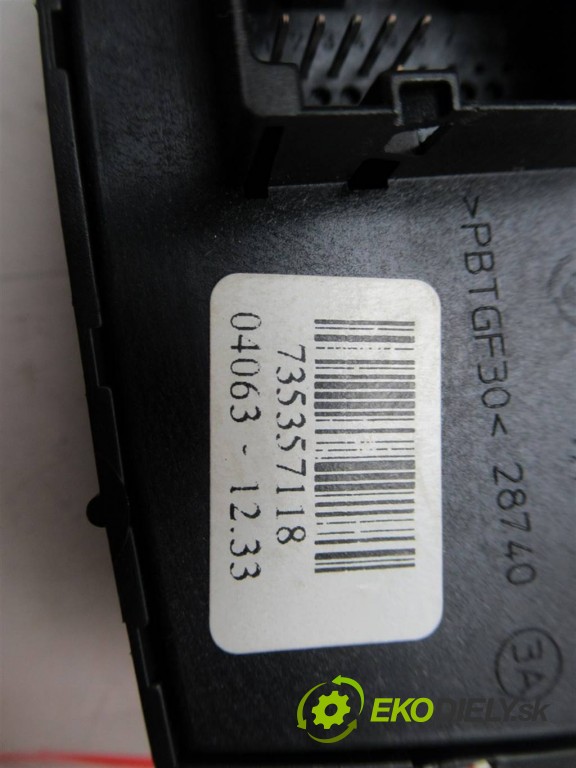 >PBTGF30< 28740
3A
735357118
04063 - 12.33
EKODIELY.sk